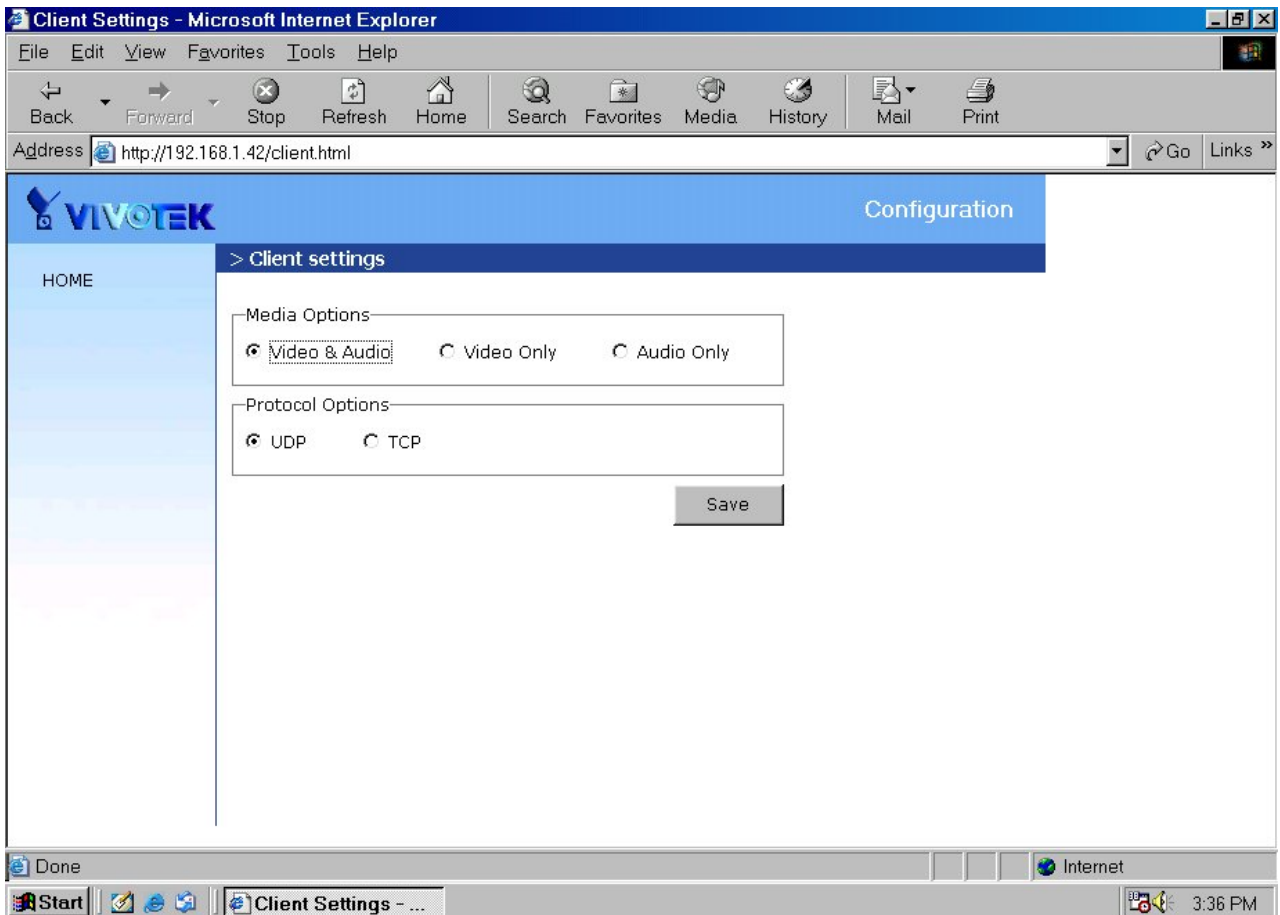 Client Settings - Microsoft Internet Explorer
File Edit View Favorites Tools Help
Back Forward Stop Refresh Home Search Favorites Media History Mail Print
Address http://192.168.1.42/client.html Go Links »
VIVOTEK Configuration
> Client settings
HOME
Media Options
Video & Audio Video Only Audio Only
Protocol Options
UDP TCP
Save
Done Internet
Start Client Settings - ... 3:36 PM